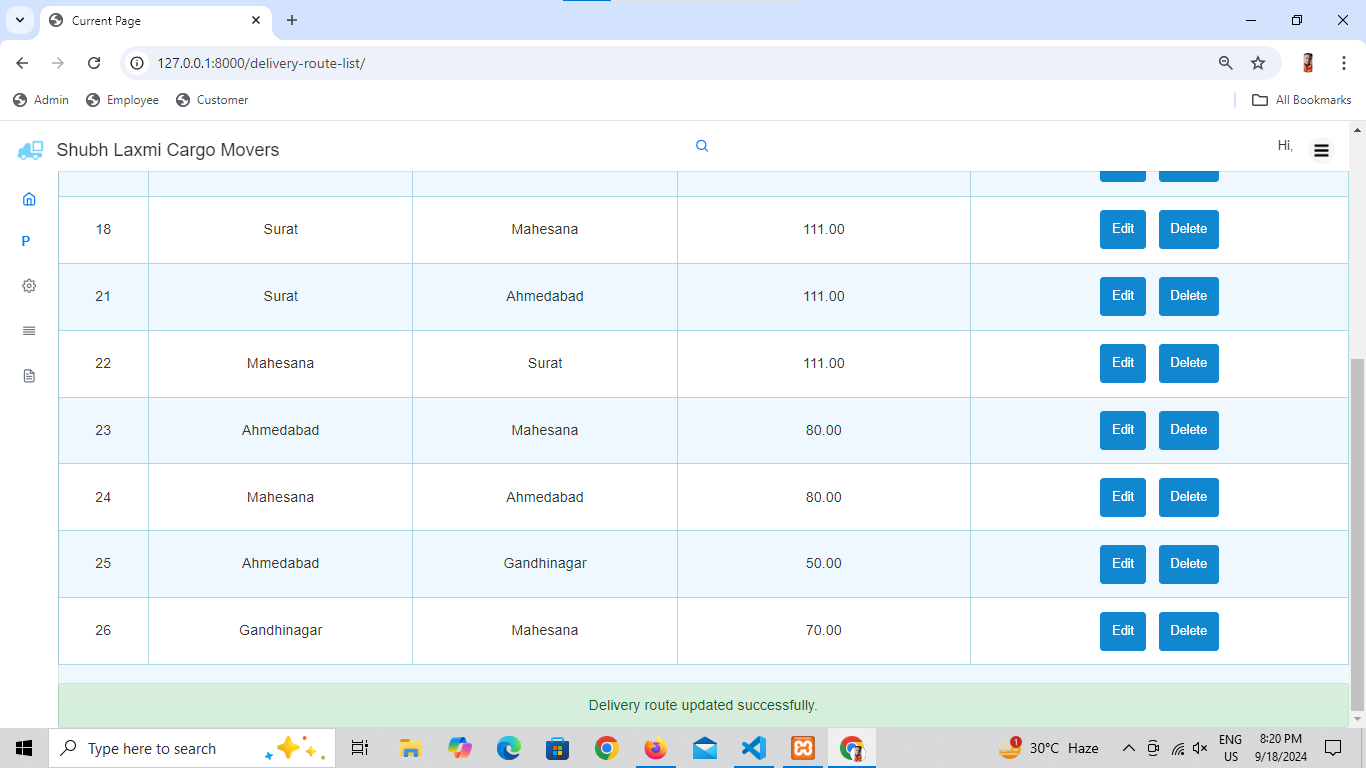 Current Page
127.0.0.1:8000/delivery-route-list/
Admin Employee Customer All Bookmarks
Shubh Laxmi Cargo Movers Hi,
P
18 Surat Mahesana 111.00 Edit Delete
21 Surat Ahmedabad 111.00 Edit Delete
22 Mahesana Surat 111.00 Edit Delete
23 Ahmedabad Mahesana 80.00 Edit Delete
24 Mahesana Ahmedabad 80.00 Edit Delete
25 Ahmedabad Gandhinagar 50.00 Edit Delete
26 Gandhinagar Mahesana 70.00 Edit Delete
Delivery route updated successfully.
Type here to search 1 30°C Haze ENG 8:20 PM
US 9/18/2024